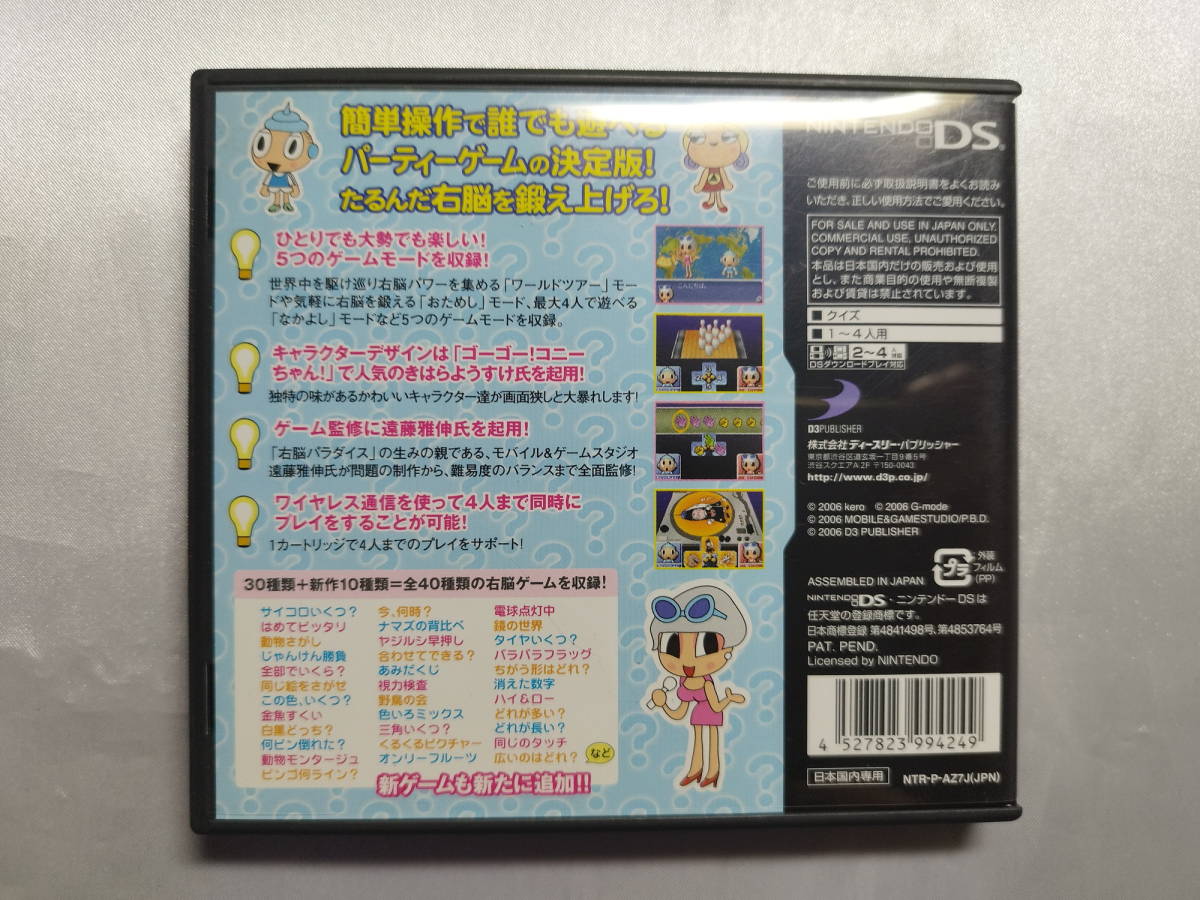 簡単操作で誰でも遊べる
パーティーゲームの決定版!
たるんだ右脳を鍛え上げろ!
ひとりでも大勢でも楽しい!
5つのゲームモードを収録!
世界中を駆け巡り右脳パワーを集める「ワールドツアー」モー
ドや気軽に右脳を鍛える「おためし」モード、最大4人で遊べる
「なかよし」モードなど5つのゲームモードを収録。
キャラクターデザインは「ゴーゴー!コニー
ちゃん!」で人気のきはらようすけ氏を起用!
独特の味があるかわいいキャラクター達が画面狭しと大暴れします!
ゲーム監修に遠藤雅伸氏を起用!
「右脳パラダイス」の生みの親である、モバイル&ゲームスタジオ
遠藤雅伸氏が問題の制作から、難易度のバランスまで全面監修!
ワイヤレス通信を使って4人まで同時に
プレイをすることが可能!
1カートリッジで4人までのプレイをサポート!
こんにちは。
30種類+新作10種類=全40種類の右脳ゲームを収録!
サイコロいくつ?
はめてピッタリ
動物さがし
じゃんけん勝負
全部でいくら?
同じ絵をさがせ
この色、いくつ?
金魚すくい
白黒どっち?
何ピン倒れた?
動物モンタージュ
ビンゴ何ライン?
今、何時?
ナマズの背比べ
ヤジルシ早押し
合わせてできる?
あみだくじ
視力検査
野鳥の会
色いろミックス
三角いくつ?
くるくるピクチャー
オンリーフルーツ
電球点灯中
鏡の世界
タイヤいくつ?
バラバラフラッグ
ちがう形はどれ?
消えた数字
ハイ&ロー
どれが多い?
どれが長い?
同じのタッチ
広いのはどれ?
など
新ゲームも新たに追加!!
NINTENDO DS
ご使用前に必ず取扱説明書をよくお読み
いただき、正しい使用方法でご愛用ください。
FOR SALE AND USE IN JAPAN ONLY.
COMMERCIAL USE, UNAUTHORIZED
COPY AND RENTAL PROHIBITED.
本品は日本国内だけの販売および使用
とし、また商業目的の使用や無断複製
および賃貸は禁止されています。
■クイズ
■1〜4人用
2〜4人対応
DSダウンロードプレイ対応
D3PUBLISHER
株式会社ディースリー・パブリッシャー
東京都渋谷区道玄坂一丁目9番5号
渋谷スクエアA 2F 〒150-0043
http://www.d3p.co.jp/
© 2006 kero © 2006 G-mode
© 2006 MOBILE&GAMESTUDIO/P.B.D.
© 2006 D3 PUBLISHER
ASSEMBLED IN JAPAN
プラ
外装
フィルム
(PP)
NINTENDO DS・ニンテンドーDSは
任天堂の登録商標です。
日本商標登録 第4841498号、第4853764号
PAT. PEND.
Licensed by NINTENDO
4 527823 994249
日本国内専用
NTR-P-AZ7J(JPN)